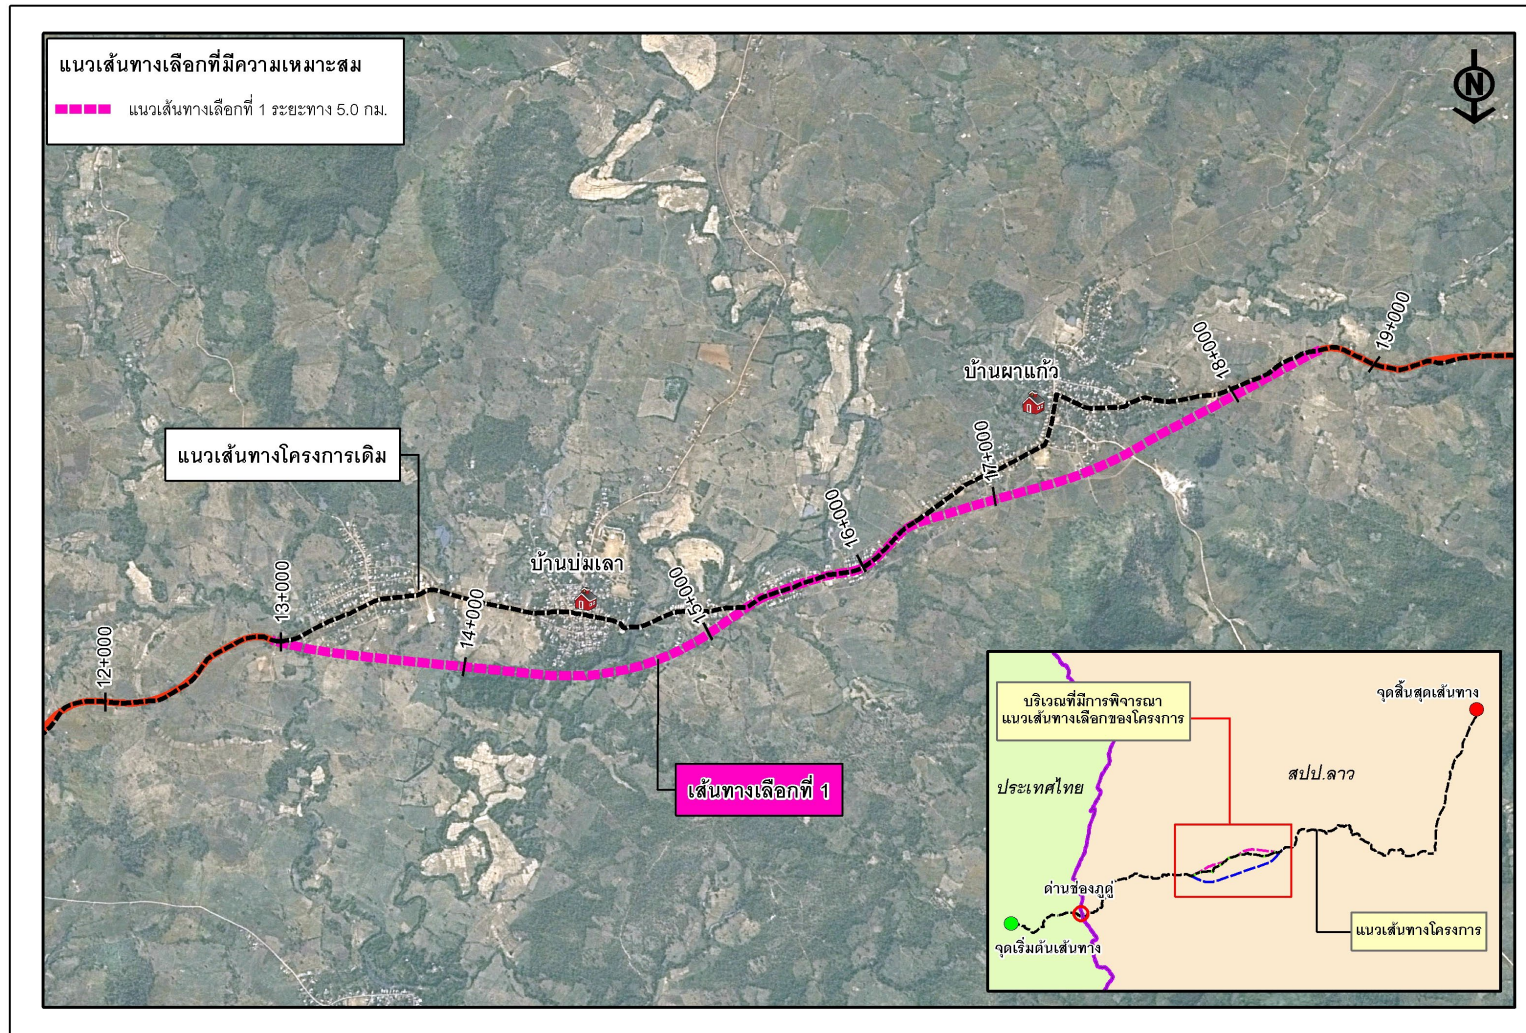 แนวเส้นทางเลือกที่มีความเหมาะสม
แนวเส้นทางเลือกที่ 1 ระยะทาง 5.0 กม.
N
19+000
18+000
บ้านผาแก้ว
17+000
แนวเส้นทางโครงการเดิม
16+000
บ้านบ่มเลา
15+000
14+000
13+000
12+000
เส้นทางเลือกที่ 1
บริเวณที่มีการพิจารณา
แนวเส้นทางเลือกของโครงการ
จุดสิ้นสุดเส้นทาง
ประเทศไทย
สปป.ลาว
ด่านช่องภูดู่
แนวเส้นทางโครงการ
จุดเริ่มต้นเส้นทาง